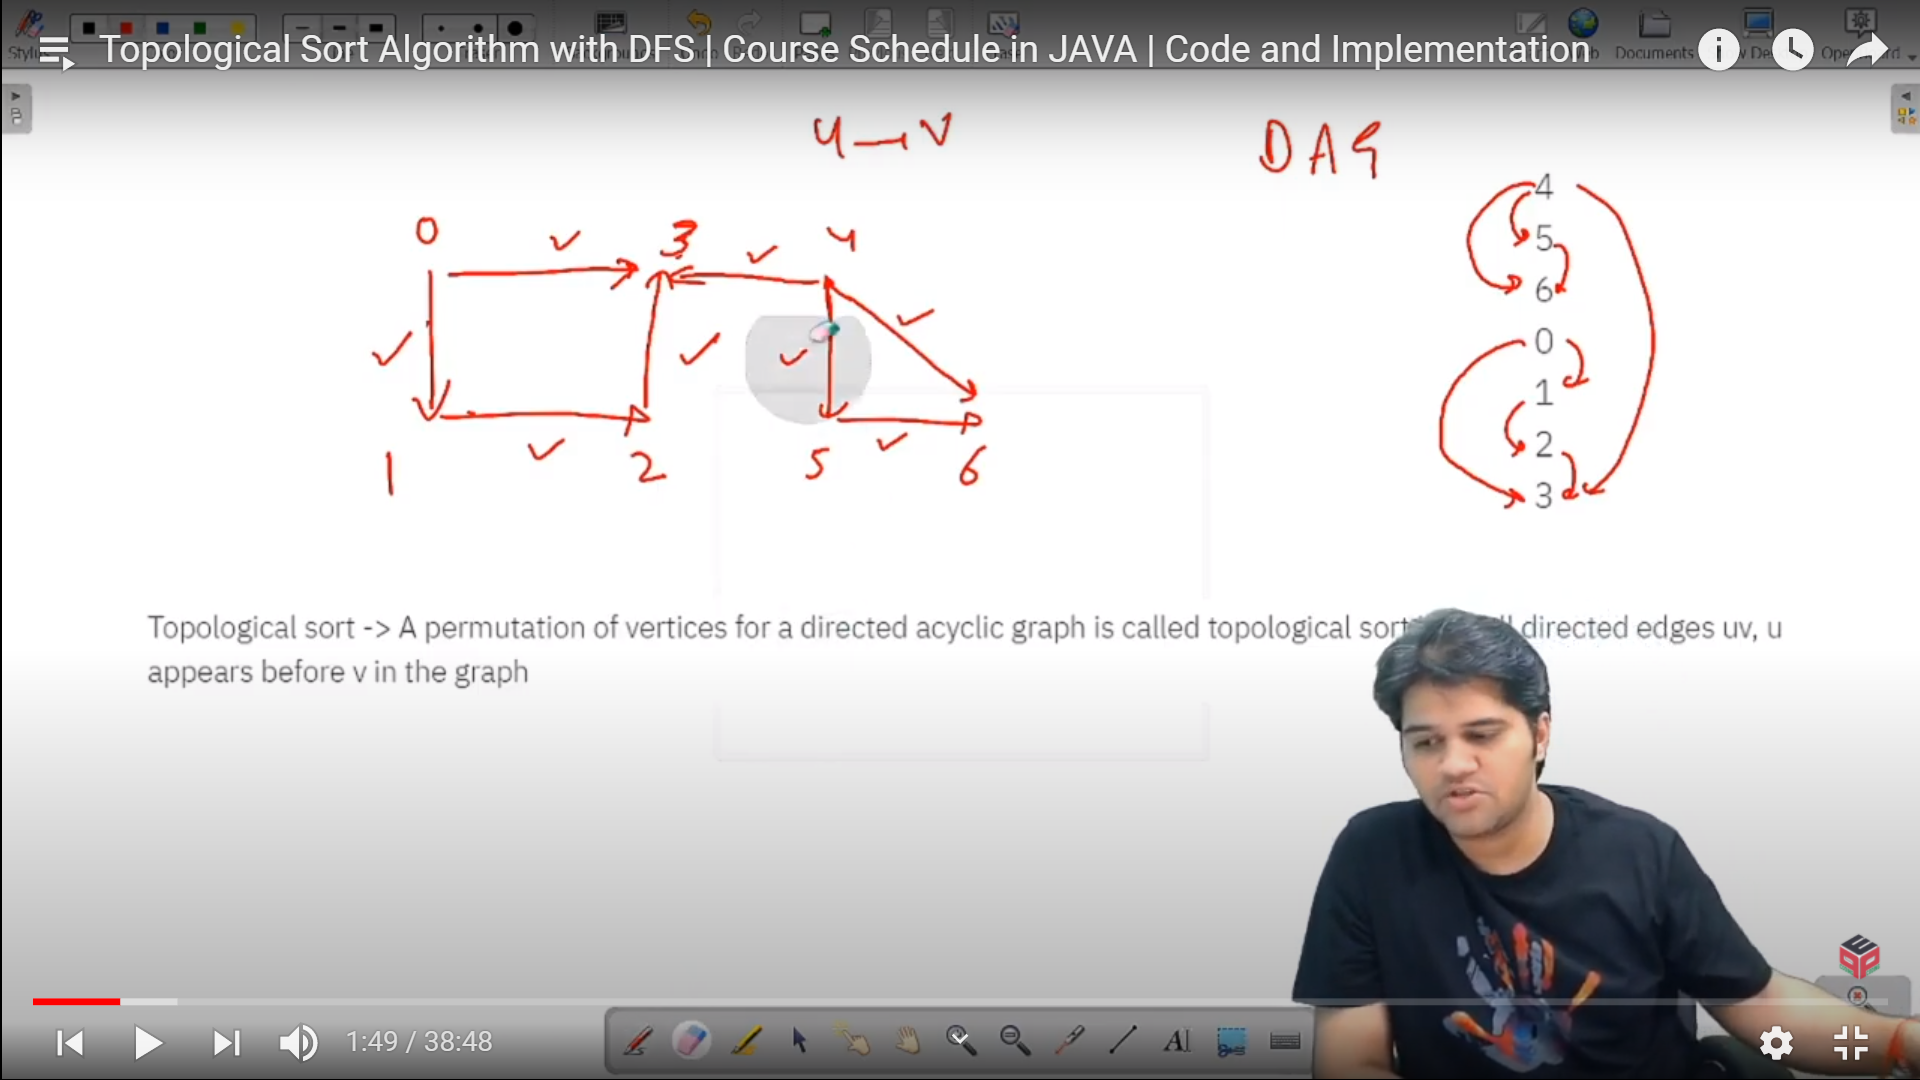 Topological Sort Algorithm with DFS | Course Schedule in JAVA | Code and Implementation
Documents
u → v
DAG
0
3
4
1
2
5
6
4
5
6
0
1
2
3
Topological sort -> A permutation of vertices for a directed acyclic graph is called topological sort directed edges uv, u
appears before v in the graph
1:49 / 38:48